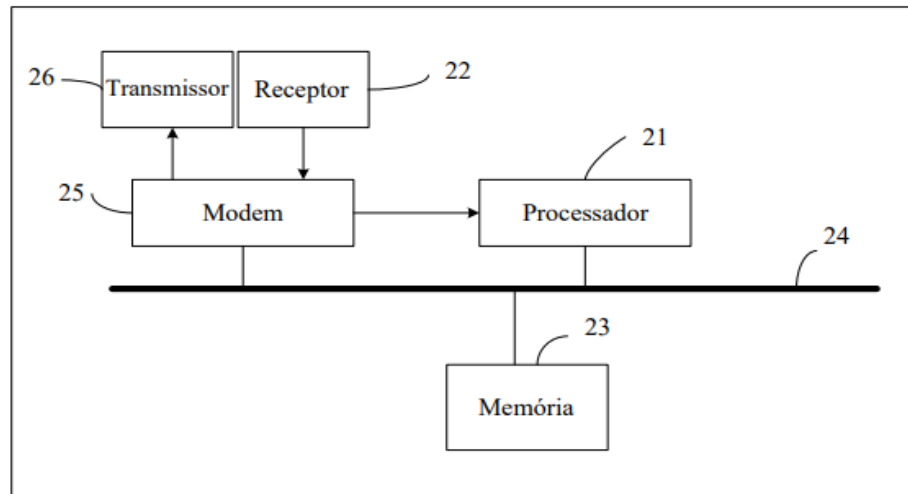 26
Transmissor
Receptor
22
21
25
Modem
Processador
24
23
Memória